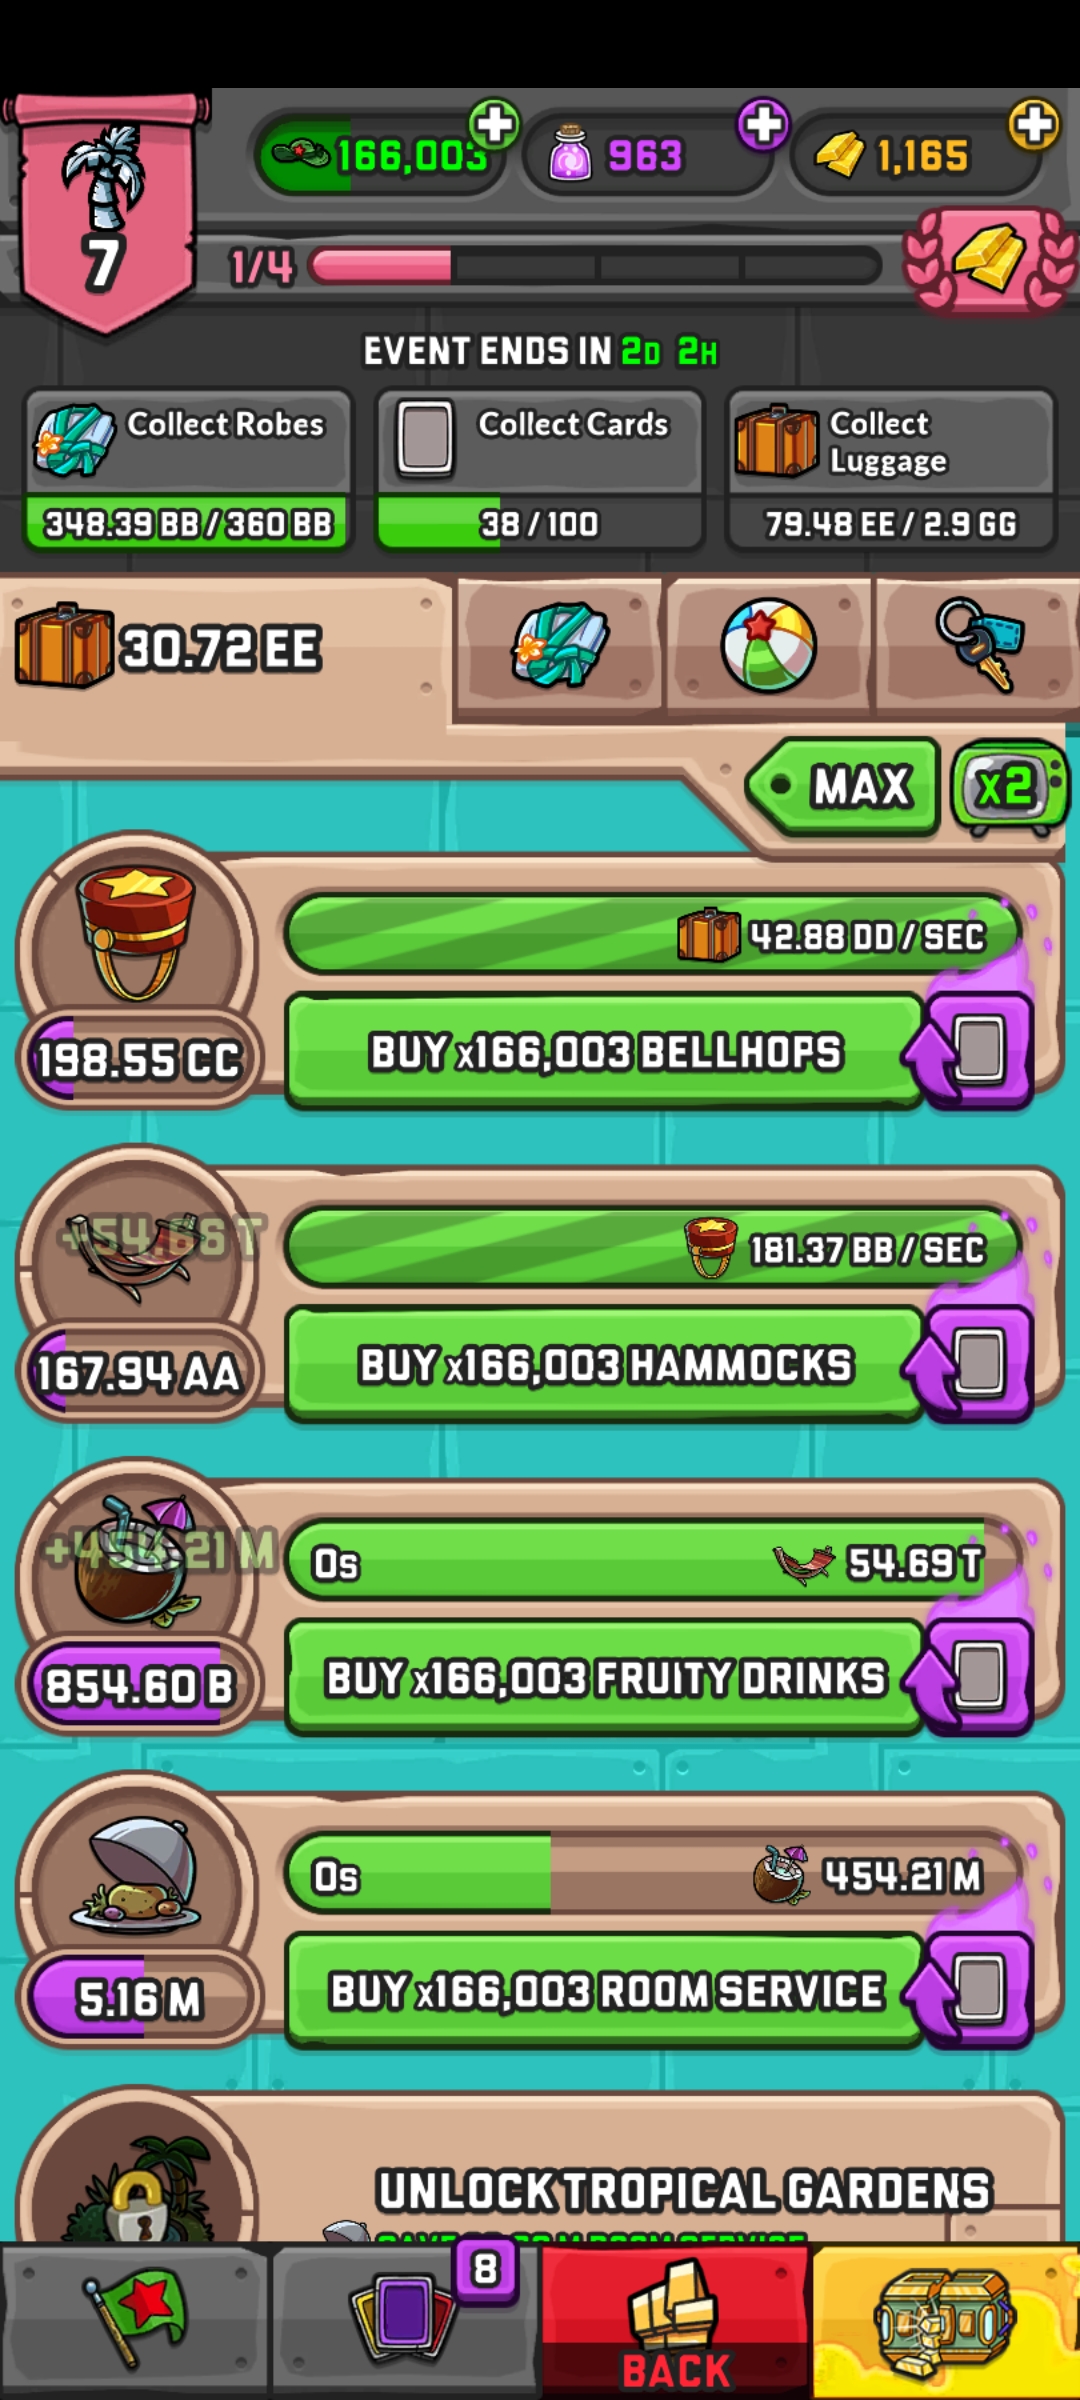 166,003
963
1,165
7
1/4
EVENT ENDS IN 2D 2H
Collect Robes
348.39 BB / 360 BB
Collect Cards
38 / 100
Collect
Luggage
79.48 EE / 2.9 GG
30.72 EE
MAX
x2
42.88 DD / SEC
198.55 CC
BUY x166,003 BELLHOPS
+54.66 T
181.37 BB / SEC
167.94 AA
BUY x166,003 HAMMOCKS
0s
54.69 T
854.60 B
BUY x166,003 FRUITY DRINKS
0s
454.21 M
5.16 M
BUY x166,003 ROOM SERVICE
UNLOCK TROPICAL GARDENS
8
BACK